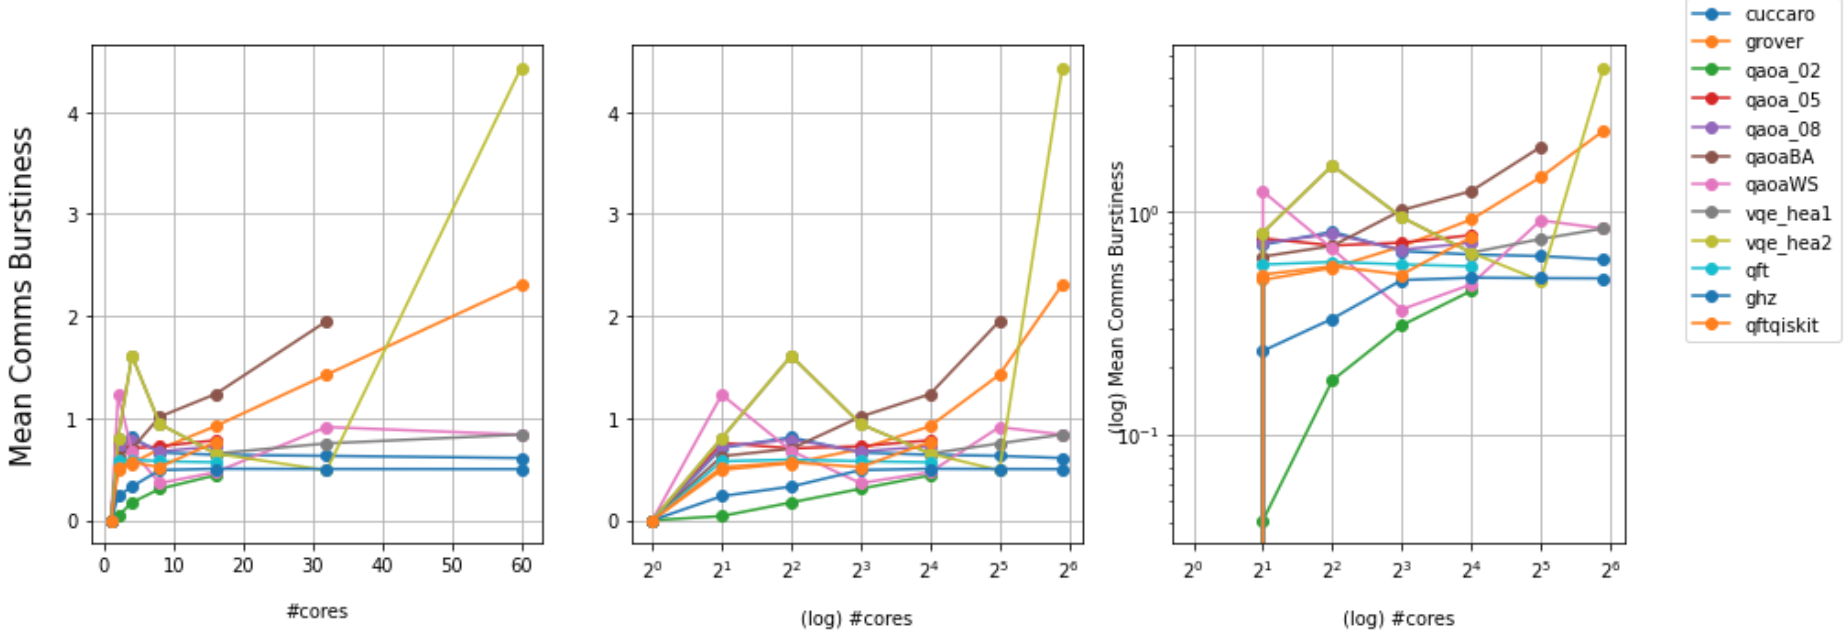 Mean Comms Burstiness
4
3
2
1
0
0 10 20 30 40 50 60
#cores
4
3
2
1
0
2⁰ 2¹ 2² 2³ 2⁴ 2⁵ 2⁶
(log) #cores
(log) Mean Comms Burstiness
10⁰
10⁻¹
2⁰ 2¹ 2² 2³ 2⁴ 2⁵ 2⁶
(log) #cores
cuccaro
grover
qaoa_02
qaoa_05
qaoa_08
qaoaBA
qaoaWS
vqe_hea1
vqe_hea2
qft
ghz
qftqiskit